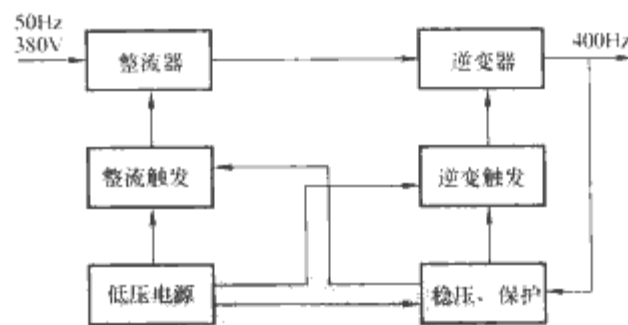 50Hz
380V
整流器
逆变器
400Hz
整流触发
逆变触发
低压电源
稳压、保护